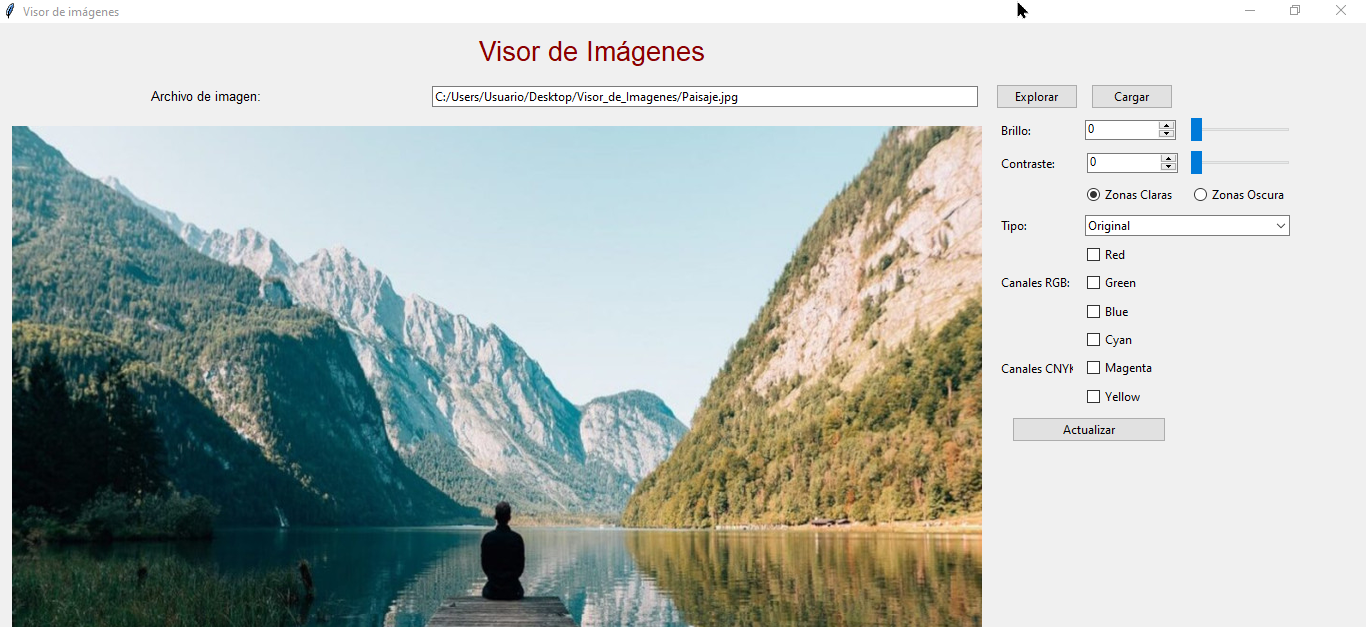 Visor de imágenes
Visor de Imágenes
Archivo de imagen: C:/Users/Usuario/Desktop/Visor_de_Imagenes/Paisaje.jpg Explorar Cargar
Brillo: 0
Contraste: 0
Zonas Claras Zonas Oscura
Tipo: Original
Red
Canales RGB: Green
Blue
Cyan
Canales CNYK Magenta
Yellow
Actualizar